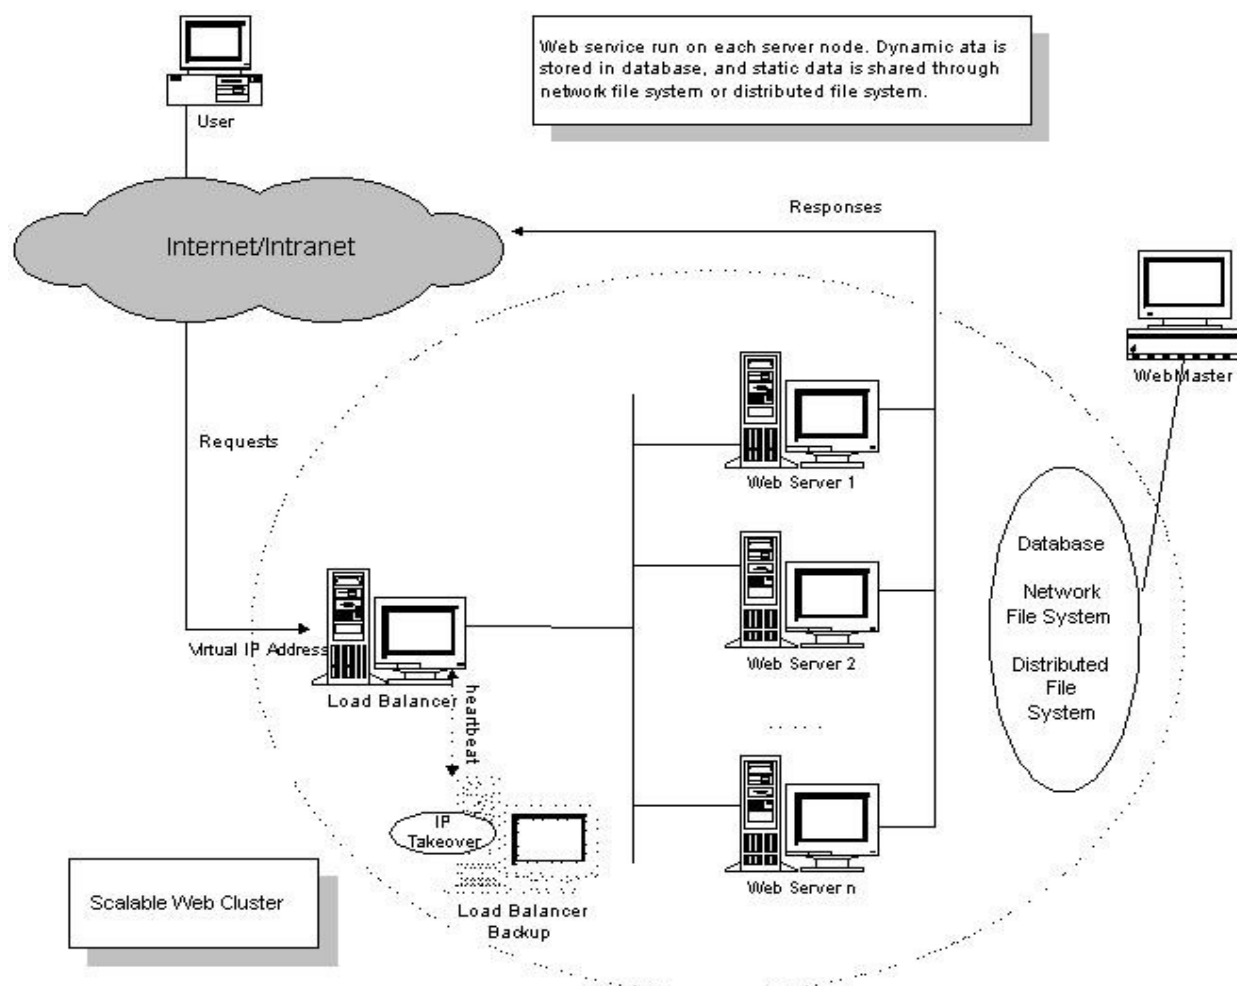 Web service run on each server node. Dynamic ata is
stored in database, and static data is shared through
network file system or distributed file system.
User
Responses
Internet/Intranet
WebMaster
Requests
Web Server 1
Database
Network
File System
Distributed
File
System
Virtual IP Address
Load Balancer
heartbeat
Web Server 2
......
IP
Takeover
Load Balancer
Backup
Web Server n
Scalable Web Cluster